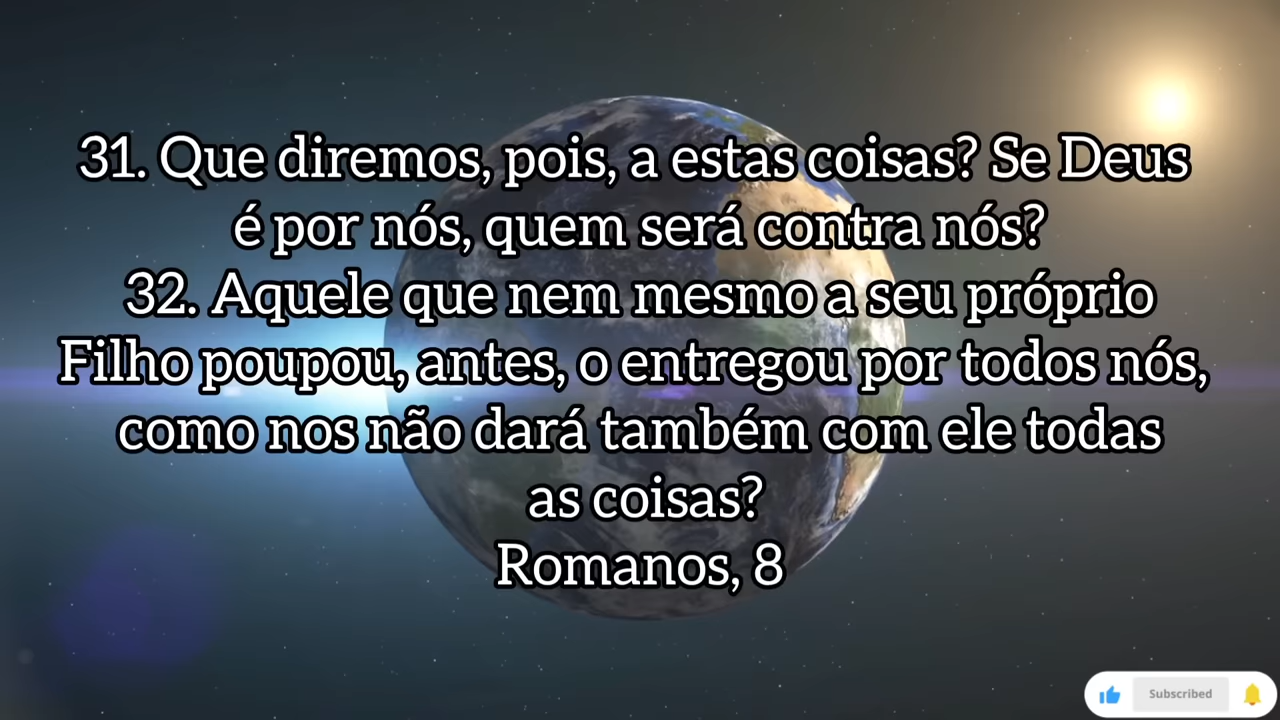 31. Que diremos, pois, a estas coisas? Se Deus
é por nós, quem será contra nós?
32. Aquele que nem mesmo a seu próprio
Filho poupou, antes, o entregou por todos nós,
como nos não dará também com ele todas
as coisas?
Romanos, 8
Subscribed